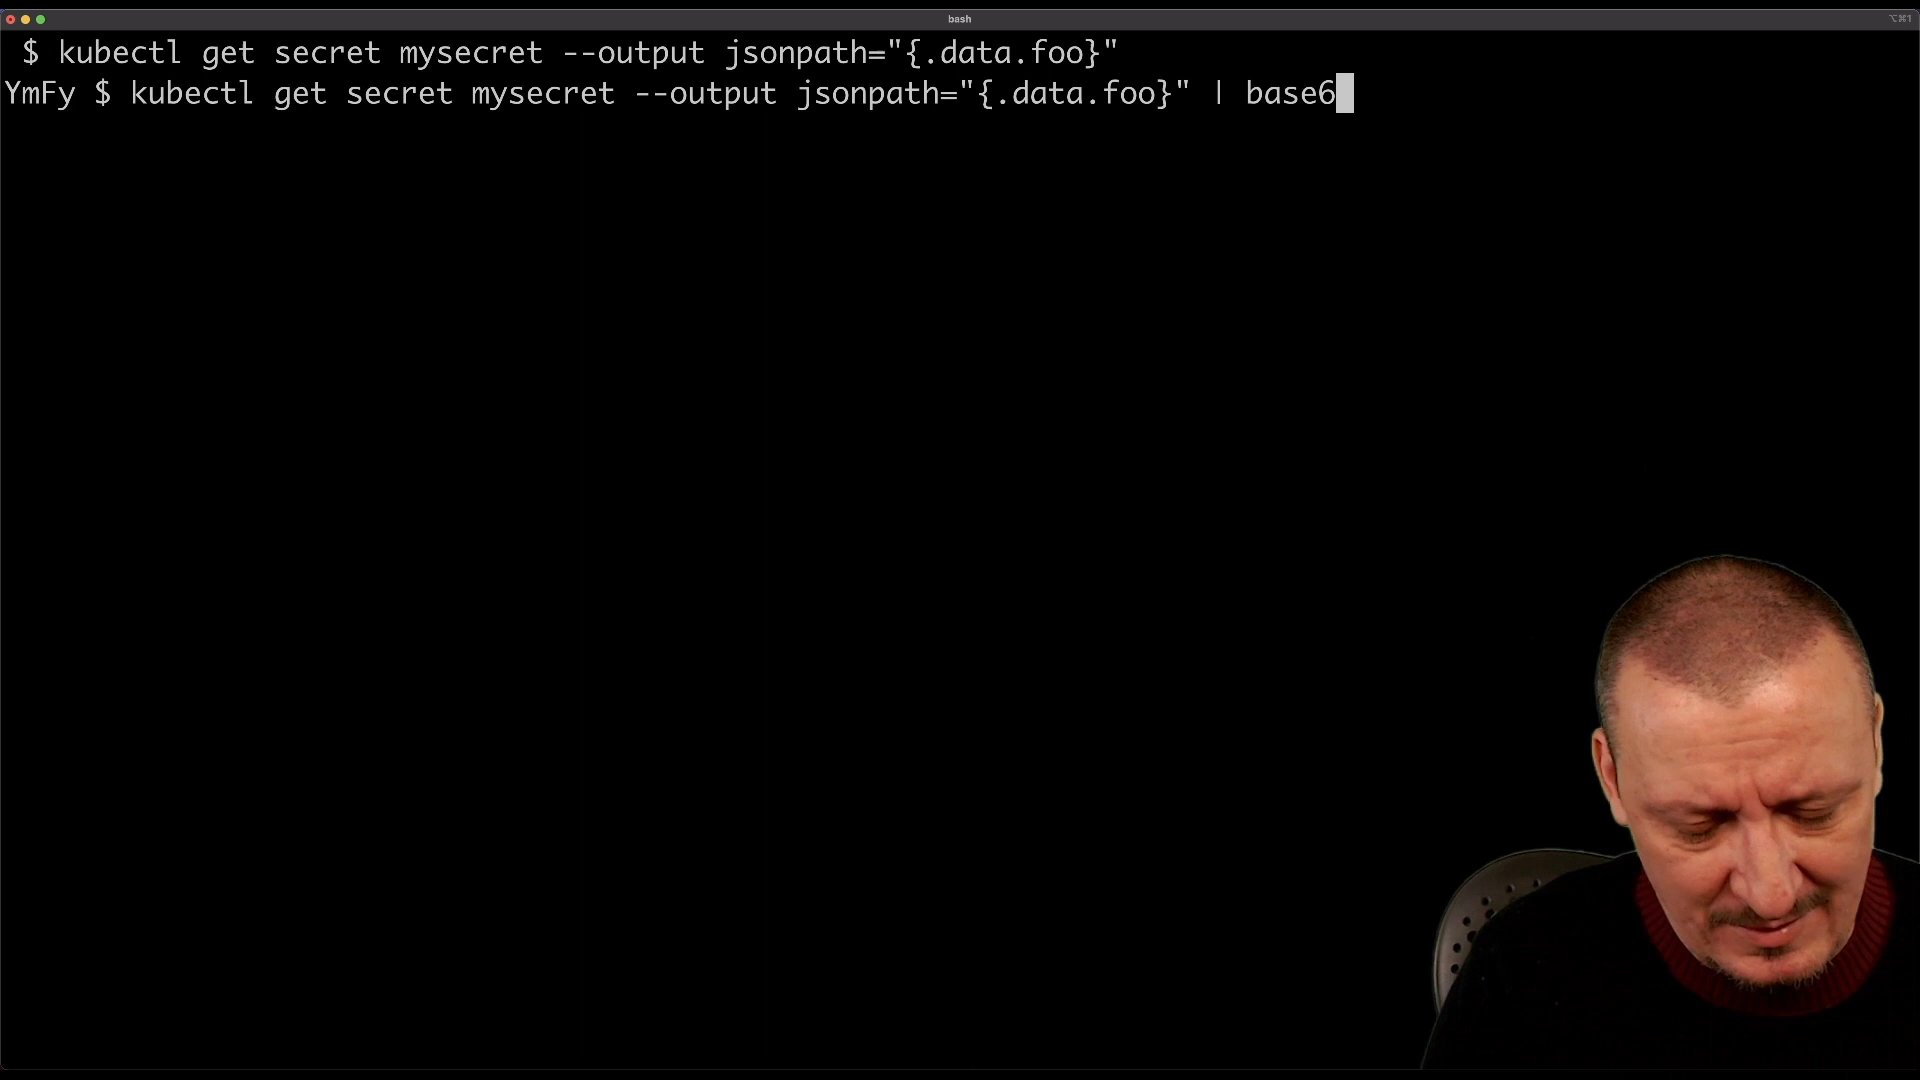 bash
⌥⌘1
$ kubectl get secret mysecret --output jsonpath="{.data.foo}"
YmFy $ kubectl get secret mysecret --output jsonpath="{.data.foo}" | base6